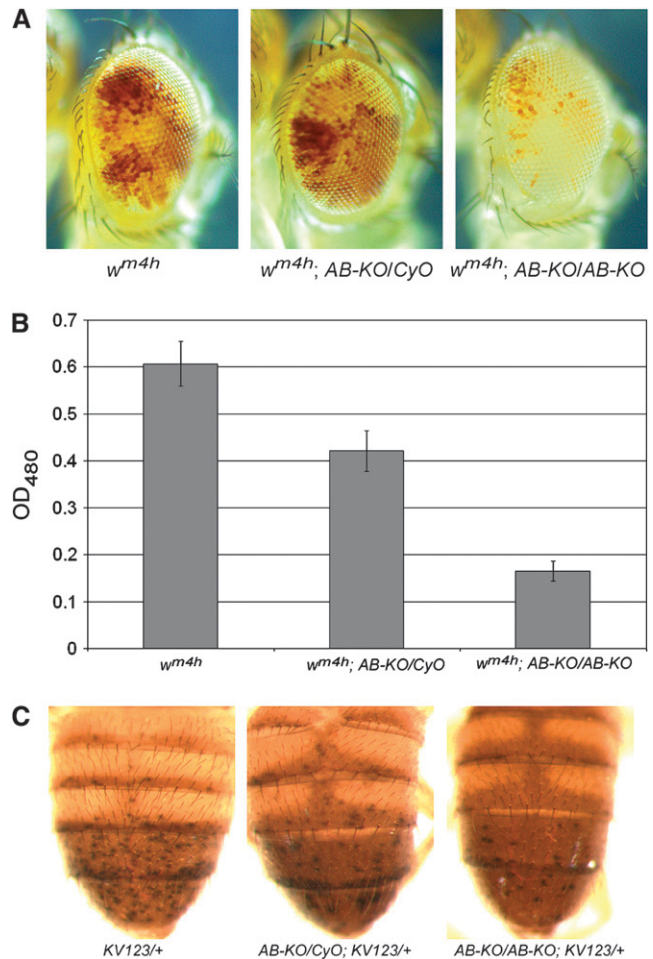 A
w^m4h
w^m4h; AB-KO/CyO
w^m4h; AB-KO/AB-KO
B
0.7
0.6
0.5
0.4
0.3
0.2
0.1
0
OD480
w^m4h
w^m4h; AB-KO/CyO
w^m4h; AB-KO/AB-KO
C
KV123/+
AB-KO/CyO; KV123/+
AB-KO/AB-KO; KV123/+